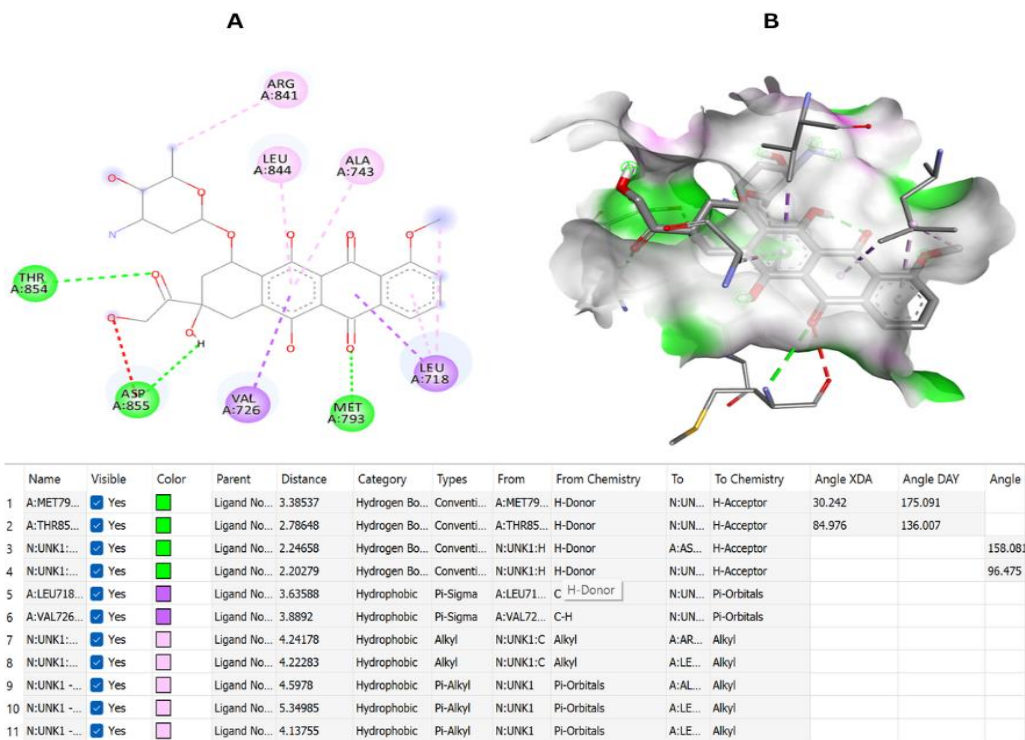 A
B
ARG
A:841
LEU
A:844
ALA
A:743
THR
A:854
ASP
A:855
VAL
A:726
MET
A:793
LEU
A:718
O
O
O
O
O
O
O
O
O
O
O
N
H
Name Visible Color Parent Distance Category Types From From Chemistry To To Chemistry Angle XDA Angle DAY Angle
1 A:MET79... Yes Ligand No... 3.38537 Hydrogen Bo... Conventi... A:MET79... H-Donor N:UN... H-Acceptor 30.242 175.091
2 A:THR85... Yes Ligand No... 2.78648 Hydrogen Bo... Conventi... A:THR85... H-Donor N:UN... H-Acceptor 84.976 136.007
3 N:UNK1:... Yes Ligand No... 2.24658 Hydrogen Bo... Conventi... N:UNK1:H H-Donor A:AS... H-Acceptor 158.081
4 N:UNK1:... Yes Ligand No... 2.20279 Hydrogen Bo... Conventi... N:UNK1:H H-Donor N:UN... H-Acceptor 96.475
5 A:LEU718... Yes Ligand No... 3.63588 Hydrophobic Pi-Sigma A:LEU71... C H-Donor N:UN... Pi-Orbitals
6 A:VAL726... Yes Ligand No... 3.8892 Hydrophobic Pi-Sigma A:VAL72... C-H N:UN... Pi-Orbitals
7 N:UNK1:... Yes Ligand No... 4.24178 Hydrophobic Alkyl N:UNK1:C Alkyl A:AR... Alkyl
8 N:UNK1:... Yes Ligand No... 4.22283 Hydrophobic Alkyl N:UNK1:C Alkyl A:LE... Alkyl
9 N:UNK1 -... Yes Ligand No... 4.5978 Hydrophobic Pi-Alkyl N:UNK1 Pi-Orbitals A:AL... Alkyl
10 N:UNK1 -... Yes Ligand No... 5.34985 Hydrophobic Pi-Alkyl N:UNK1 Pi-Orbitals A:LE... Alkyl
11 N:UNK1 -... Yes Ligand No... 4.13755 Hydrophobic Pi-Alkyl N:UNK1 Pi-Orbitals A:LE... Alkyl